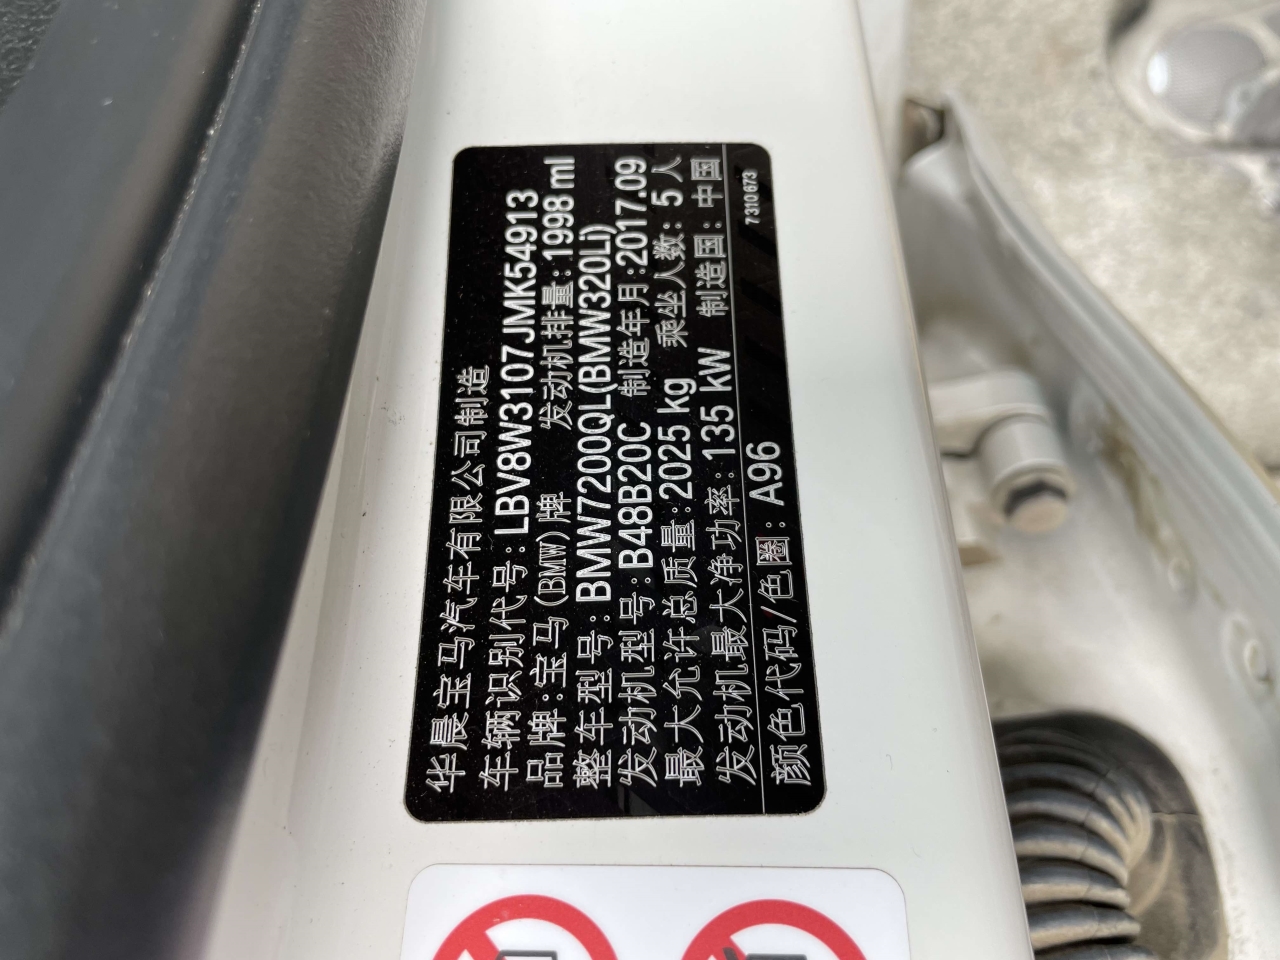 华晨宝马汽车有限公司制造
车辆识别代号:LBV8W3107JMK54913
品牌:宝马(BMW)牌 发动机排量:1998 ml
整车型号:BMW7200QL(BMW320Li)
发动机型号:B48B20C 制造年月:2017.09
最大允许总质量:2025 kg 乘坐人数:5 人
发动机最大净功率:135 kW 制造国:中国
颜色代码/色圈:A96 7310673